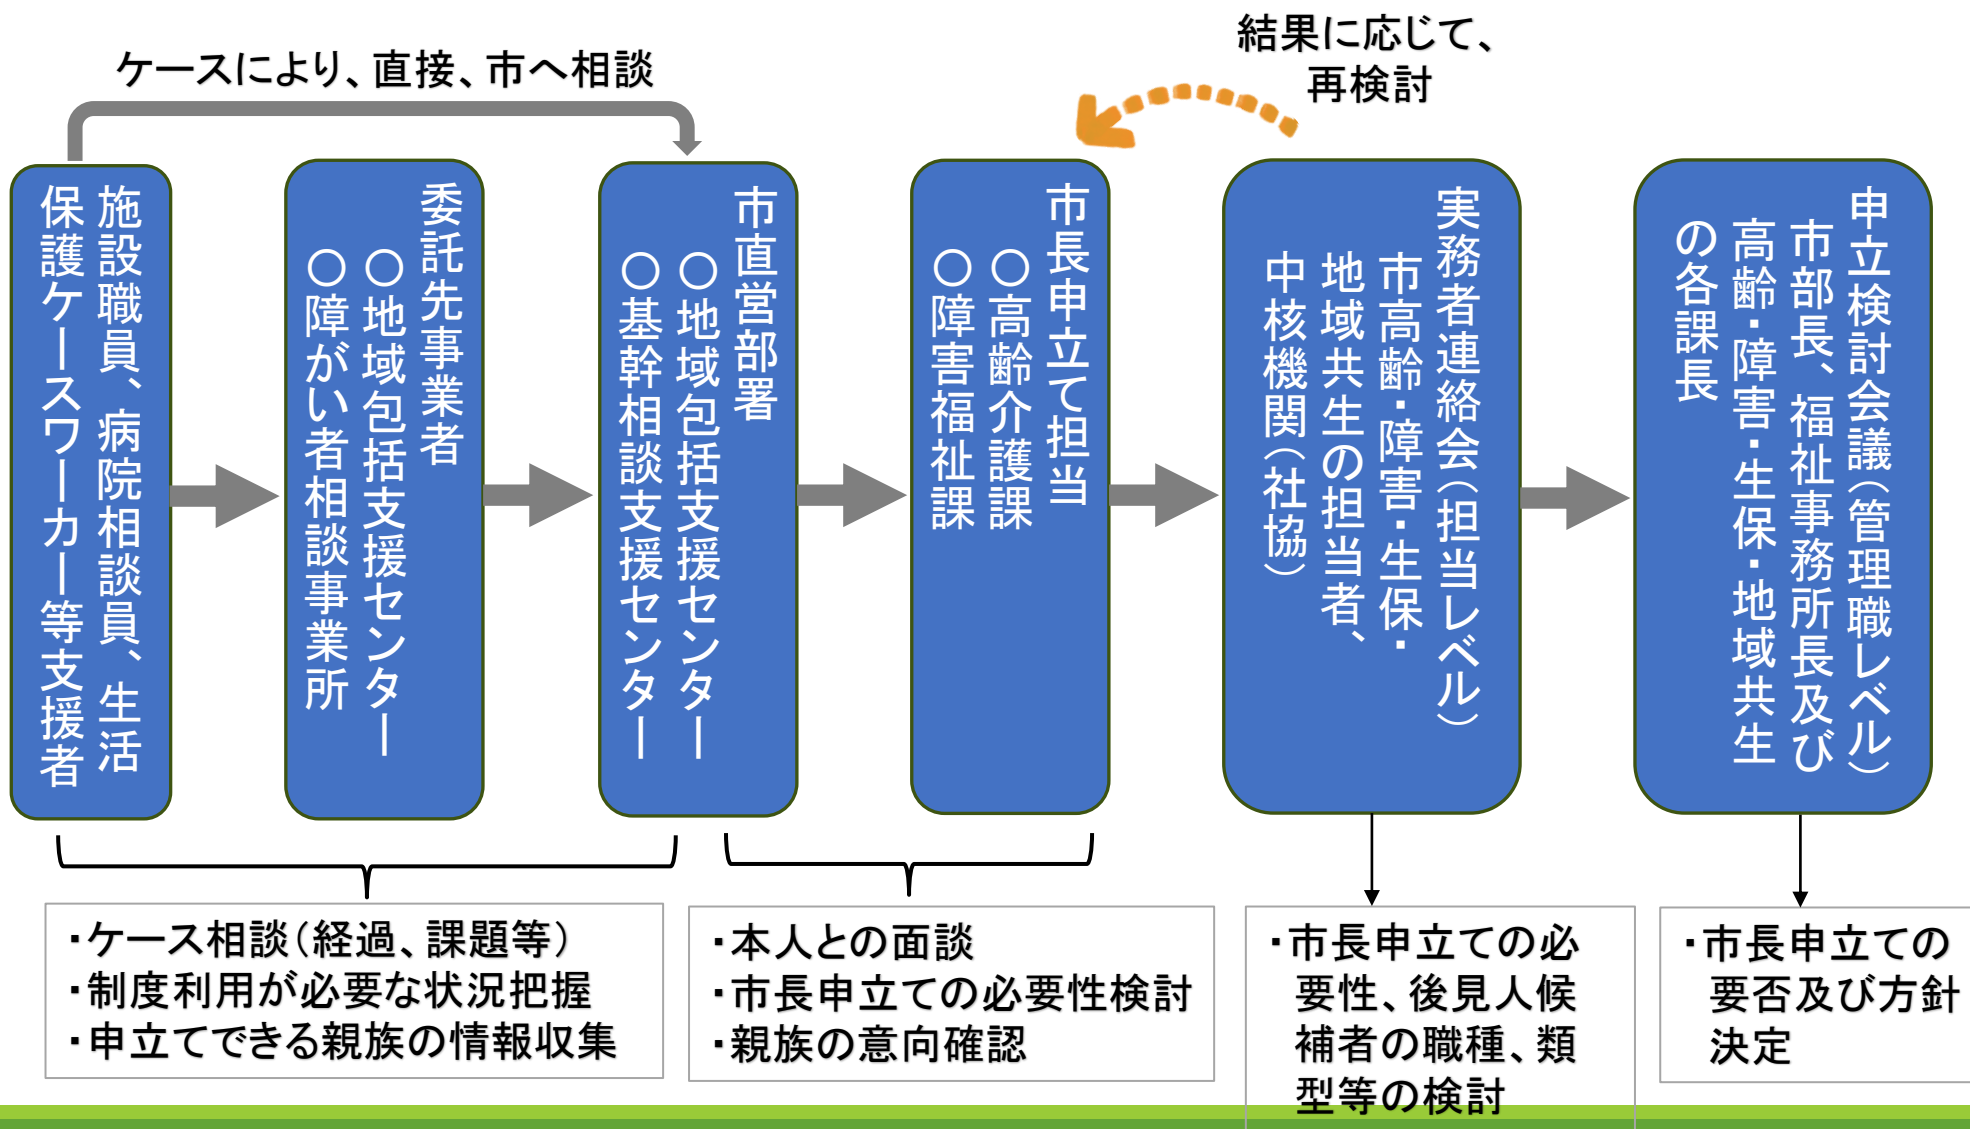 ケースにより、直接、市へ相談
結果に応じて、
再検討
施設職員、病院相談員、生活
保護ケースワーカー等支援者
委託先事業者
〇地域包括支援センター
〇障がい者相談事業所
市直営部署
〇地域包括支援センター
〇基幹相談支援センター
市長申立て担当
〇高齢介護課
〇障害福祉課
実務者連絡会（担当レベル）
市高齢・障害・生保・
地域共生の担当者、
中核機関（社協）
申立検討会議（管理職レベル）
市部長、福祉事務所長及び
高齢・障害・生保・地域共生
の各課長
・ケース相談（経過、課題等）
・制度利用が必要な状況把握
・申立てできる親族の情報収集
・本人との面談
・市長申立ての必要性検討
・親族の意向確認
・市長申立ての必
要性、後見人候
補者の職種、類
型等の検討
・市長申立ての
要否及び方針
決定